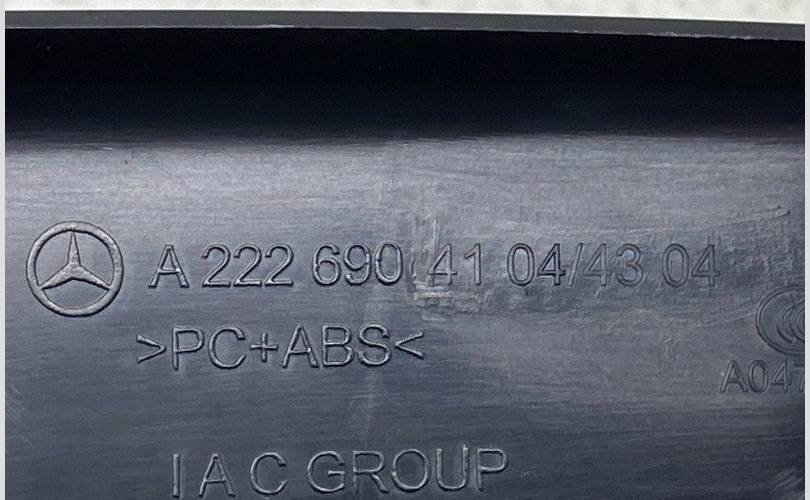 A 222 690 41 04/43 04
>PC+ABS<
A047
I A C GROUP